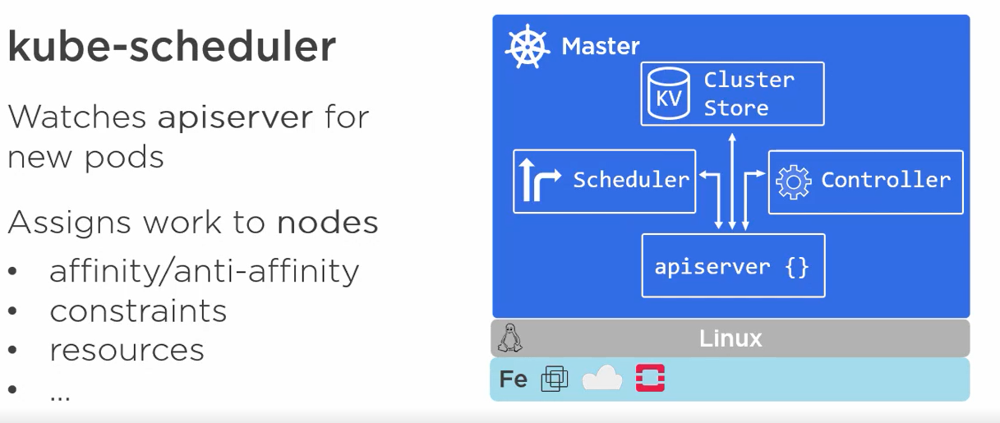 kube-scheduler
Watches apiserver for
new pods
Assigns work to nodes
• affinity/anti-affinity
• constraints
• resources
• ...
Master
KV
Cluster
Store
Scheduler
Controller
apiserver {}
Linux
Fe